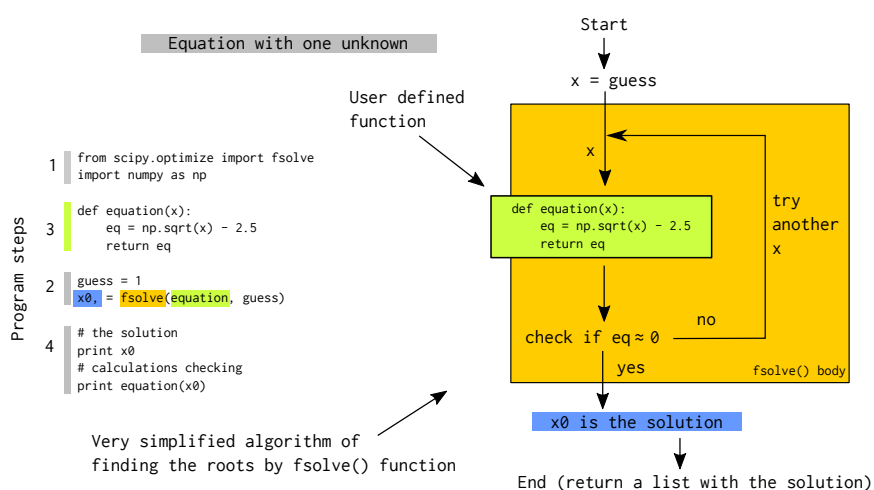 Equation with one unknown
Program steps
1
from scipy.optimize import fsolve
import numpy as np
3
def equation(x):
    eq = np.sqrt(x) - 2.5
    return eq
2
guess = 1
x0, = fsolve(equation, guess)
4
# the solution
print x0
# calculations checking
print equation(x0)
Very simplified algorithm of
finding the roots by fsolve() function
User defined
function
Start
x = guess
x
def equation(x):
    eq = np.sqrt(x) - 2.5
    return eq
try
another
x
no
check if eq ≈ 0
yes
fsolve() body
x0 is the solution
End (return a list with the solution)